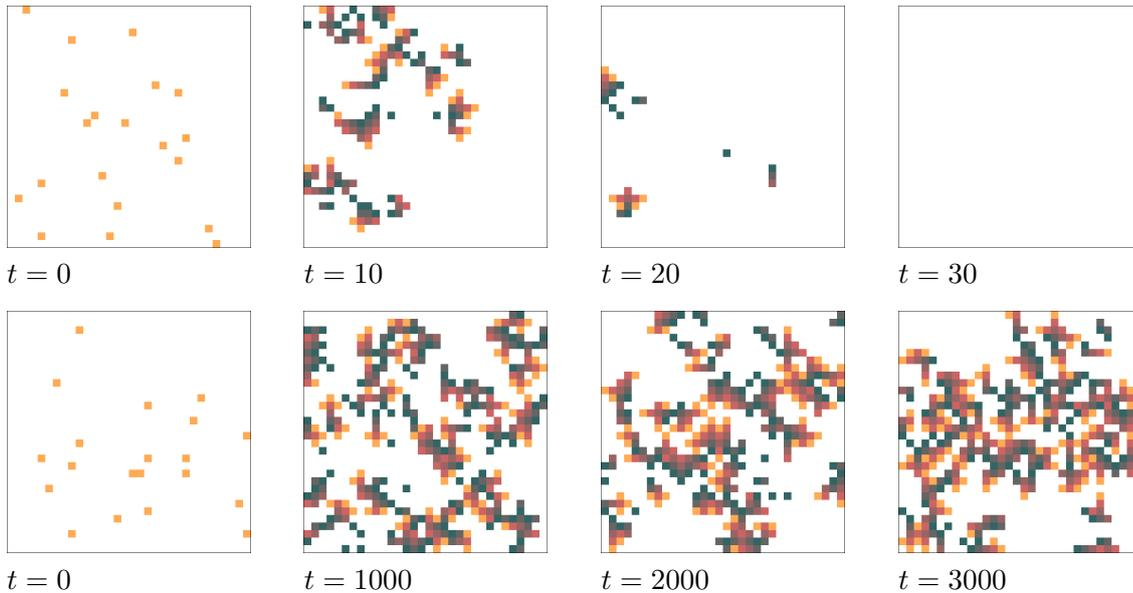 t = 0 t = 10 t = 20 t = 30
t = 0 t = 1000 t = 2000 t = 3000